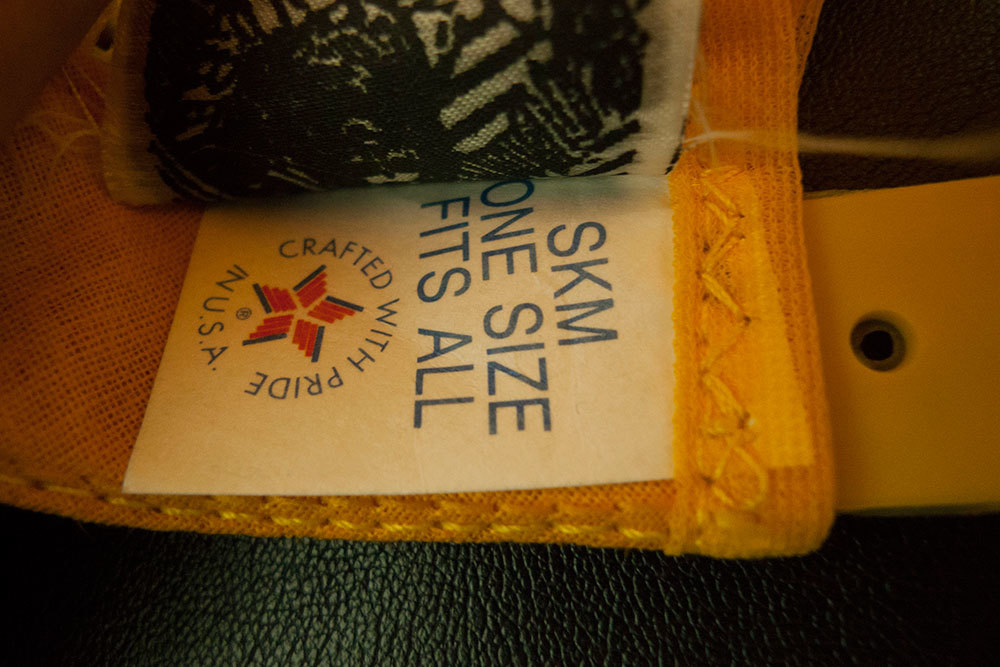 SKM
ONE SIZE
FITS ALL
CRAFTED WITH PRIDE
IN U.S.A.
®